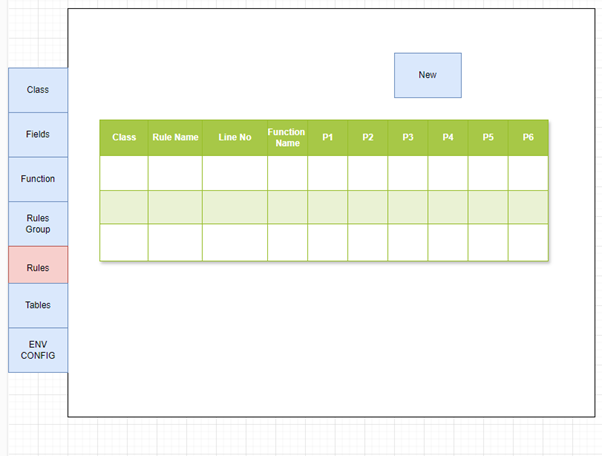 New
Class
Fields
Function
Rules
Group
Rules
Tables
ENV
CONFIG
Class Rule Name Line No Function Name P1 P2 P3 P4 P5 P6